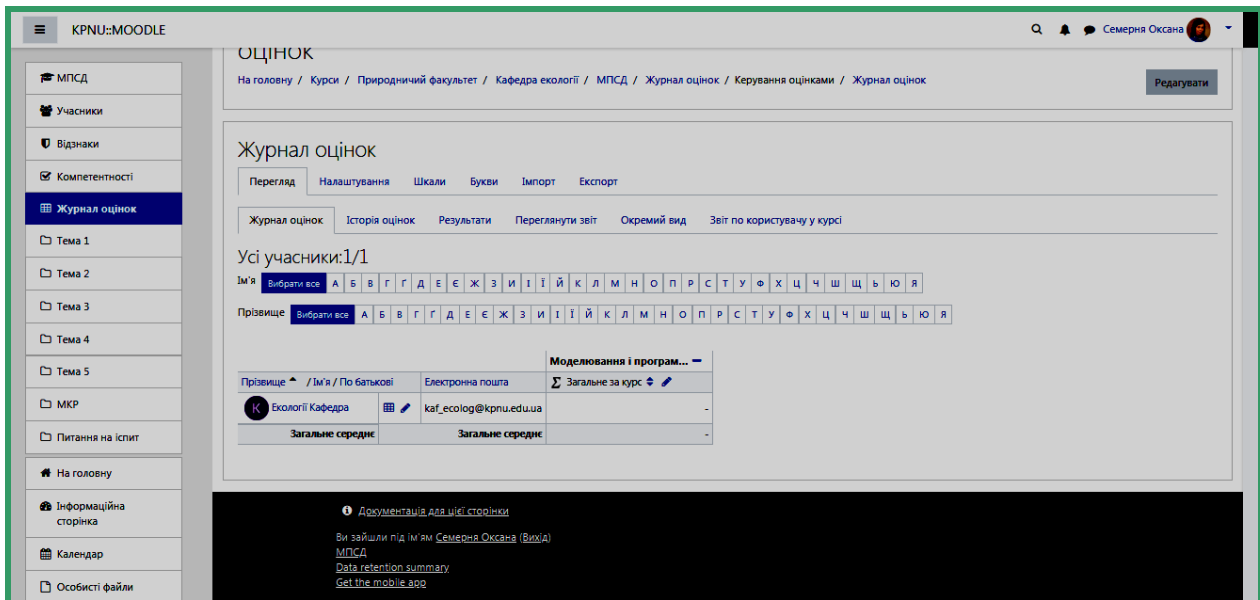 KPNU::MOODLE
Семерня Оксана
МПСД
Учасники
Відзнаки
Компетентності
Журнал оцінок
Тема 1
Тема 2
Тема 3
Тема 4
Тема 5
МКР
Питання на іспит
На головну
Інформаційна
сторінка
Календар
Особисті файли
оцінок
На головну / Курси / Природничий факультет / Кафедра екології / МПСД / Журнал оцінок / Керування оцінками / Журнал оцінок
Редагувати
Журнал оцінок
Перегляд Налаштування Шкали Букви Імпорт Експорт
Журнал оцінок Історія оцінок Результати Переглянути звіт Окремий вид Звіт по користувачу у курсі
Усі учасники:1/1
Ім'я Вибрати все А Б В Г Ґ Д Е Є Ж З И І Ї Й К Л М Н О П Р С Т У Ф Х Ц Ч Ш Щ Ь Ю Я
Прізвище Вибрати все А Б В Г Ґ Д Е Є Ж З И І Ї Й К Л М Н О П Р С Т У Ф Х Ц Ч Ш Щ Ь Ю Я
Моделювання і програм...
Прізвище / Ім'я / По батькові Електронна пошта Σ Загальне за курс
К Екології Кафедра kaf_ecolog@kpnu.edu.ua -
Загальне середнє Загальне середнє -
Документація для цієї сторінки
Ви зайшли під ім'ям Семерня Оксана (Вихід)
МПСД
Data retention summary
Get the mobile app